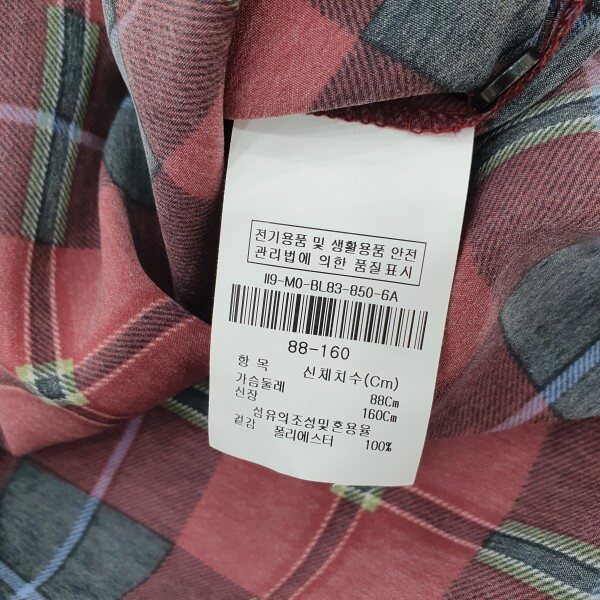 전기용품 및 생활용품 안전
관리법에 의한 품질표시
II9-M0-BL83-850-6A
88-160
항 목 신체치수(Cm)
가슴둘레 88Cm
신장 160Cm
섬유의조성및혼용율
겉감 폴리에스터 100%